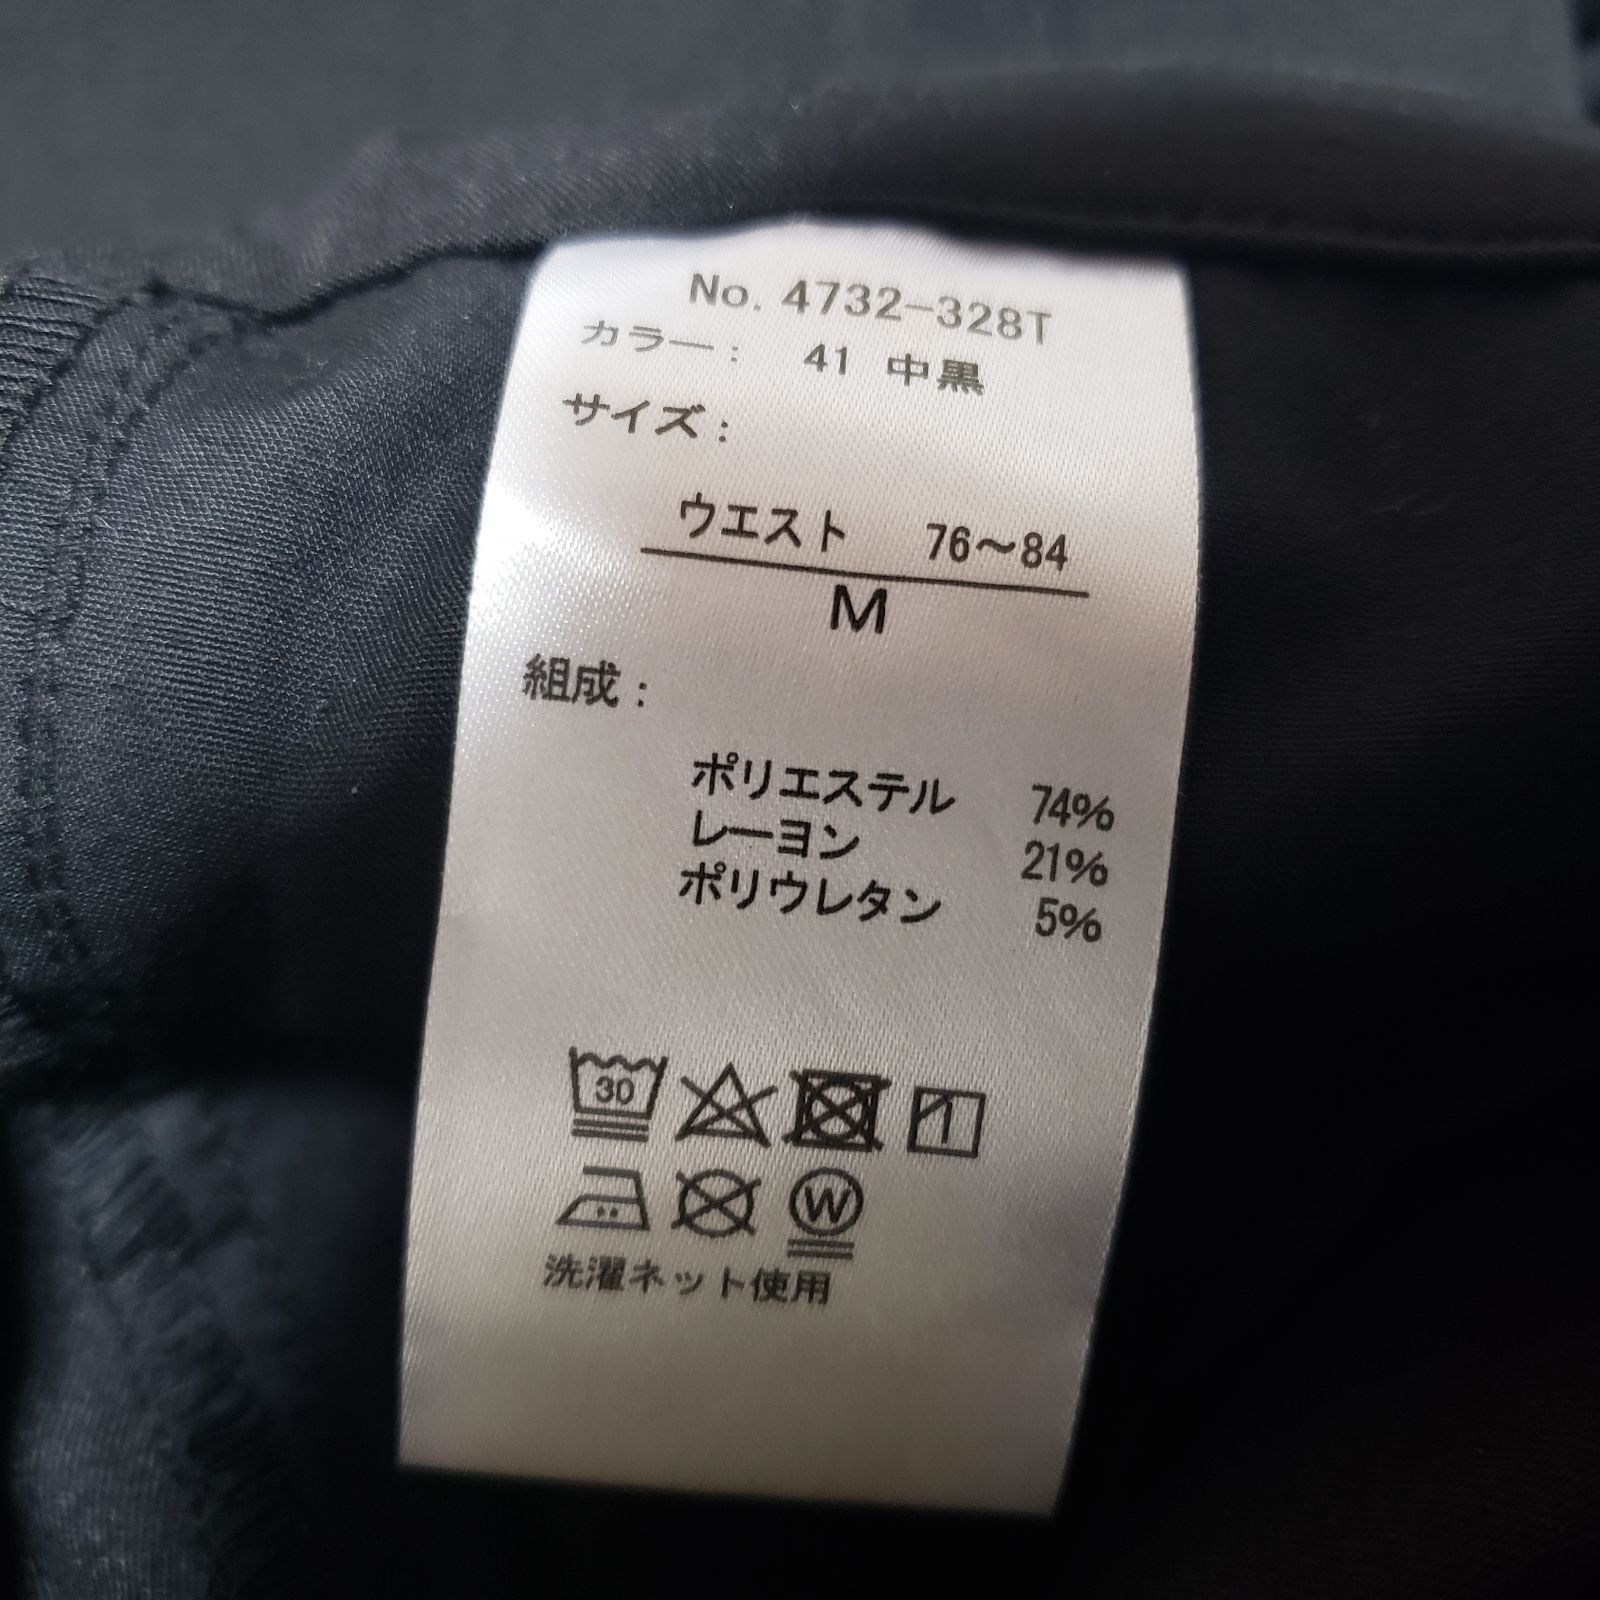 No. 4732-328T
カラー: 41 中黒
サイズ:
ウエスト 76〜84
M
組成:
ポリエステル 74%
レーヨン 21%
ポリウレタン 5%
30
W
洗濯ネット使用